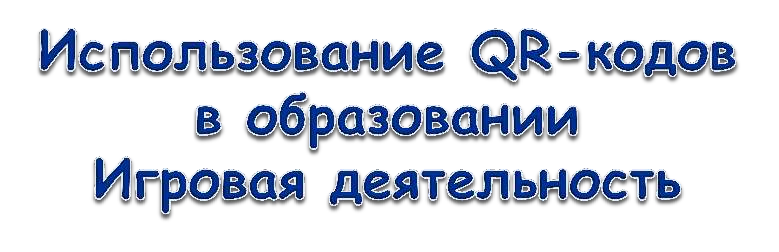 Использование QR-кодов
в образовании
Игровая деятельность